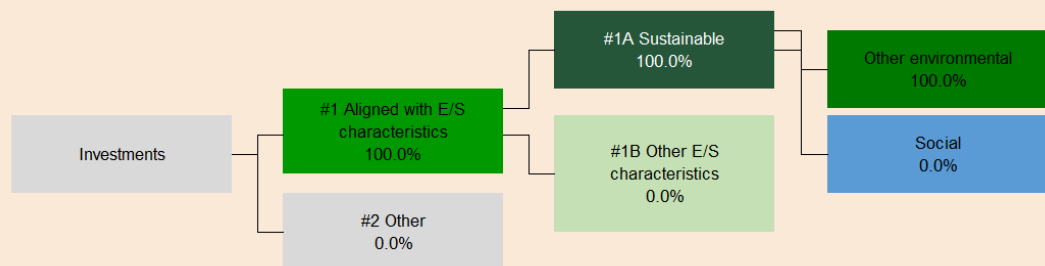 Investments
#1 Aligned with E/S
characteristics
100.0%
#2 Other
0.0%
#1A Sustainable
100.0%
#1B Other E/S
characteristics
0.0%
Other environmental
100.0%
Social
0.0%